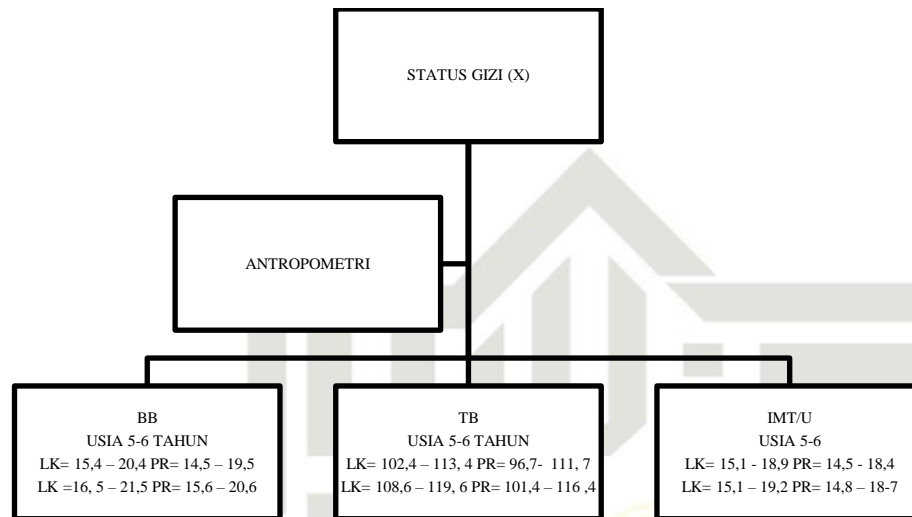 STATUS GIZI (X)
ANTROPOMETRI
BB
USIA 5-6 TAHUN
LK= 15,4 – 20,4 PR= 14,5 – 19,5
LK =16, 5 – 21,5 PR= 15,6 – 20,6
TB
USIA 5-6 TAHUN
LK= 102,4 – 113, 4 PR= 96,7- 111, 7
LK= 108,6 – 119, 6 PR= 101,4 – 116 ,4
IMT/U
USIA 5-6
LK= 15,1 - 18,9 PR= 14,5 - 18,4
LK= 15,1 – 19,2 PR= 14,8 – 18-7